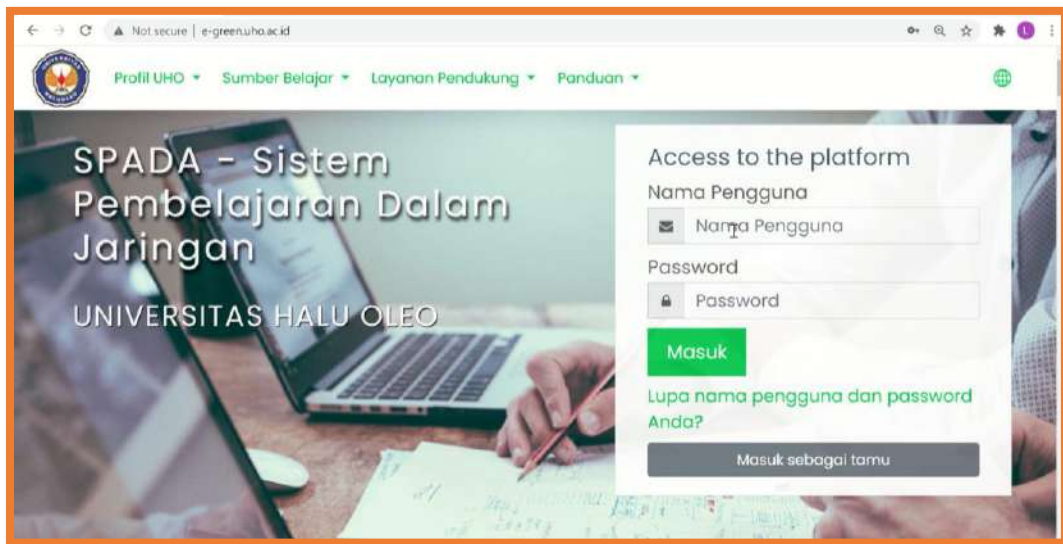 Not secure | e-green.uho.ac.id
L
Profil UHO
Sumber Belajar
Layanan Pendukung
Panduan
SPADA - Sistem
Pembelajaran Dalam
Jaringan
UNIVERSITAS HALU OLEO
Access to the platform
Nama Pengguna
Nama Pengguna
Password
Password
Masuk
Lupa nama pengguna dan password
Anda?
Masuk sebagai tamu